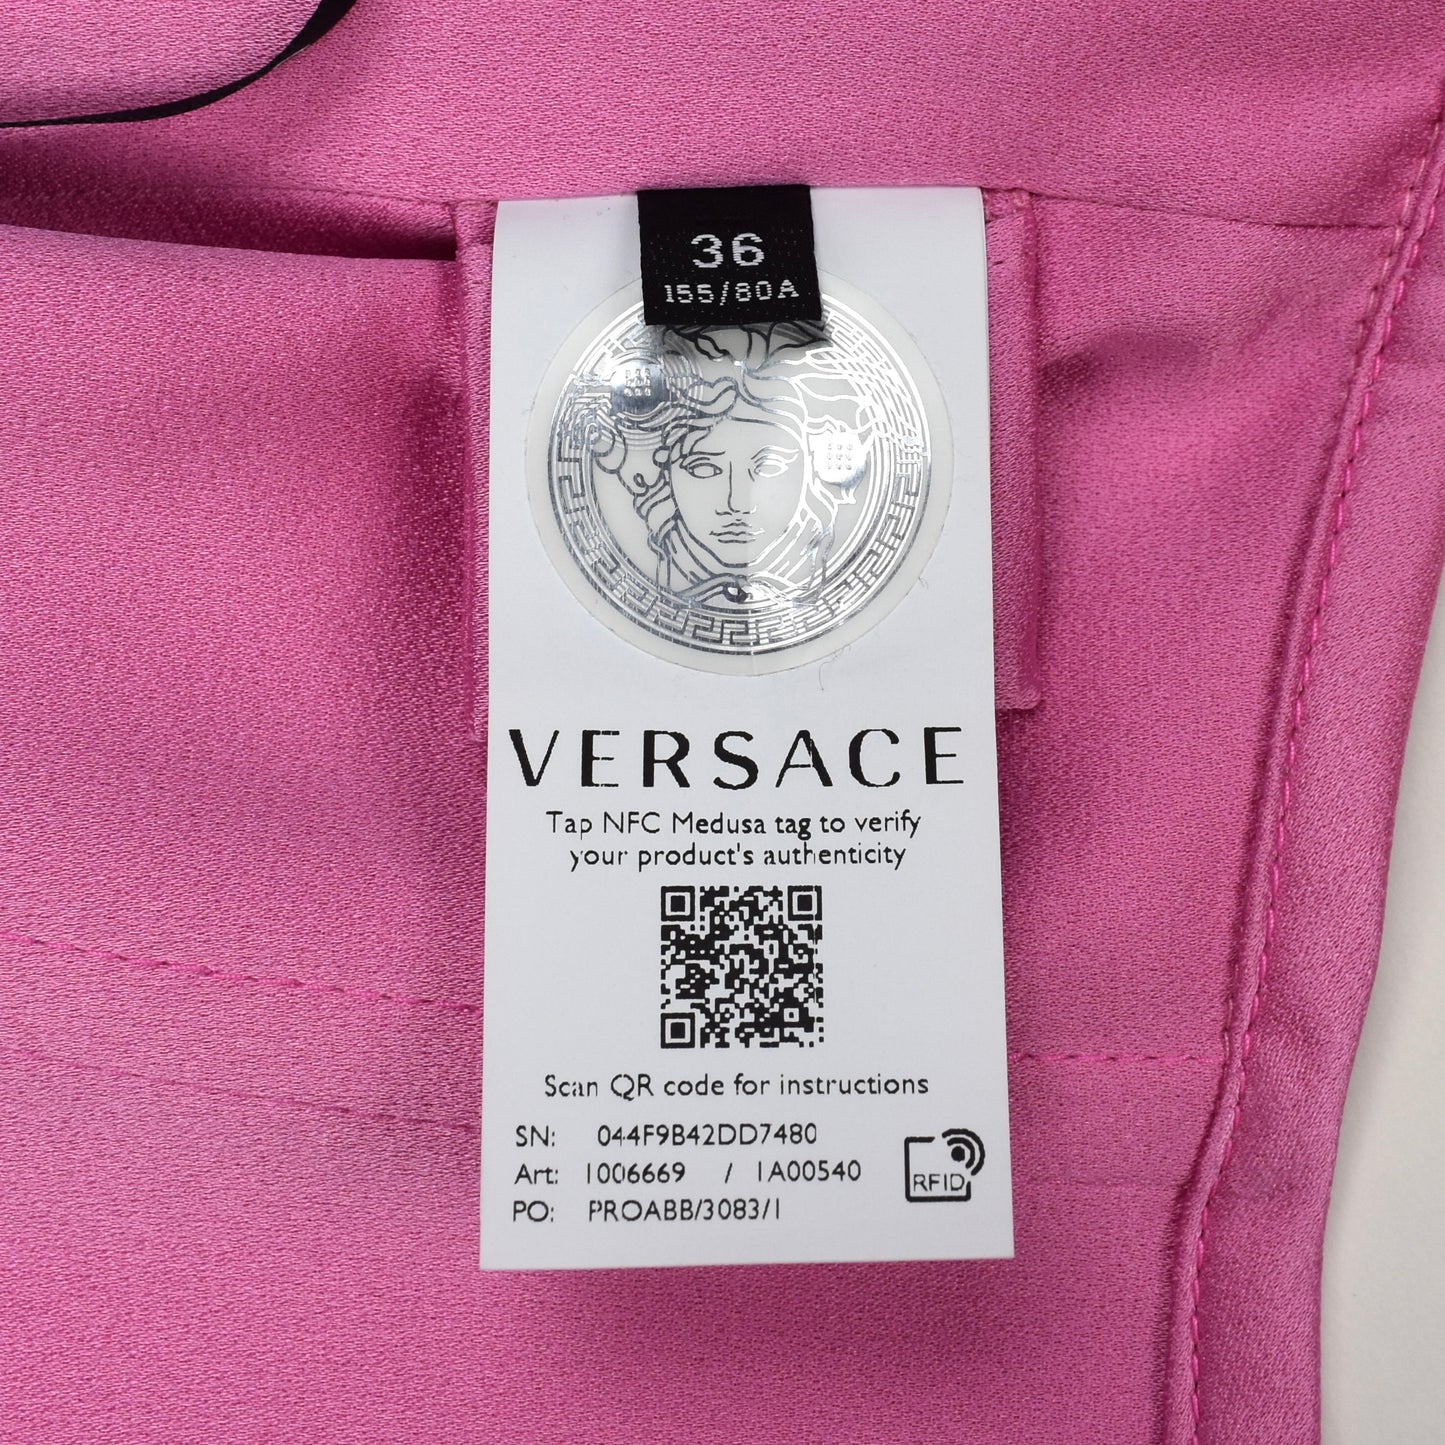 36
155/80A
VERSACE
Tap NFC Medusa tag to verify
your product's authenticity
Scan QR code for instructions
SN: 044F9B42DD7480
Art: 1006669 / 1A00540
PO: PROABB/3083/1
RFID